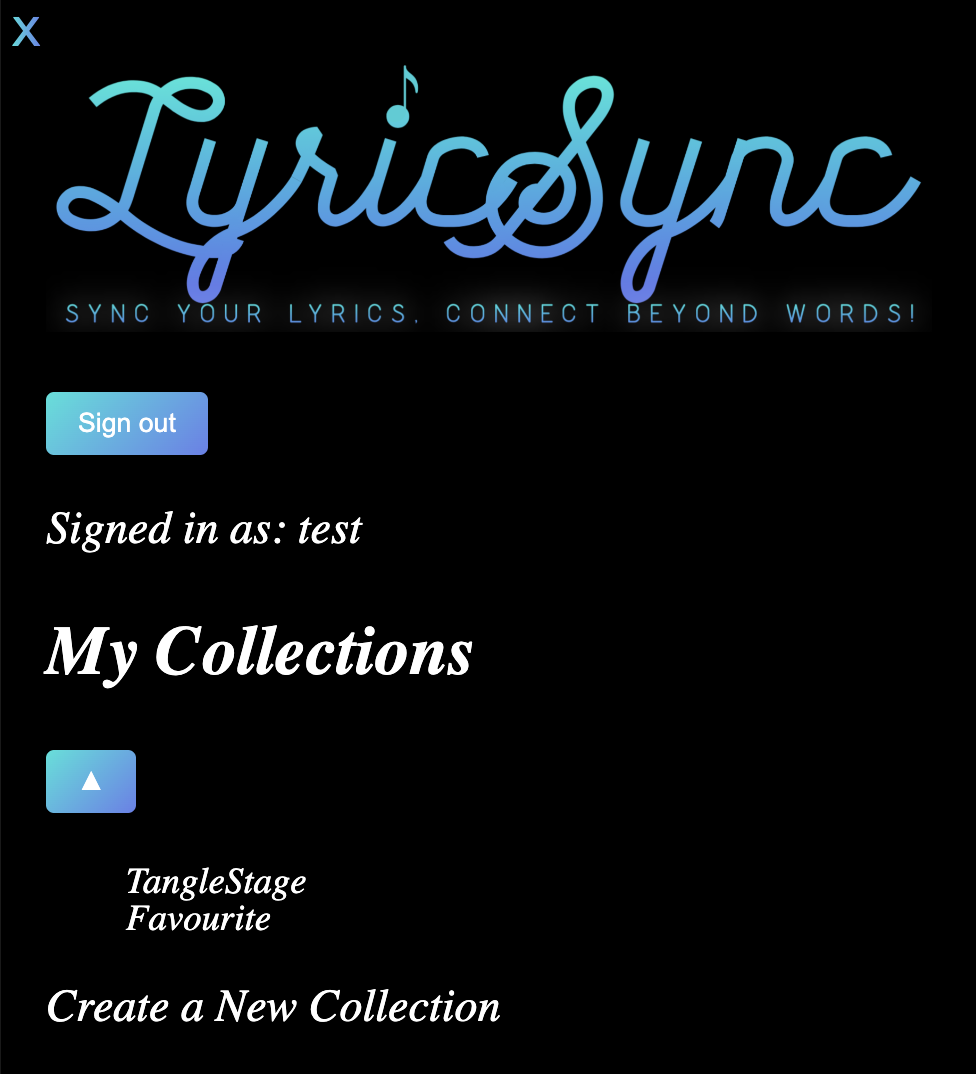 X
LyricSync
SYNC YOUR LYRICS, CONNECT BEYOND WORDS!
Sign out
Signed in as: test
My Collections
▲
TangleStage
Favourite
Create a New Collection